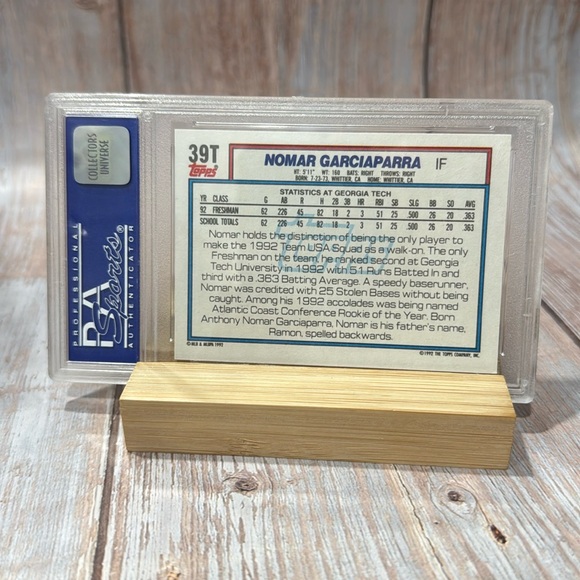 COLLECTORS
UNIVERSE
PROFESSIONAL
PSA
Sports
AUTHENTICATOR
39T
Topps
NOMAR GARCIAPARRA IF
HT: 5'11" WT: 160 BATS: RIGHT THROWS: RIGHT
BORN: 7-23-73, WHITTIER, CA HOME: WHITTIER, CA
STATISTICS AT GEORGIA TECH
YR CLASS G AB R H 2B 3B HR RBI SB SLG BB SO AVG
92 FRESHMAN 62 226 45 82 18 2 3 51 25 .500 26 20 .363
SCHOOL TOTALS 62 226 45 82 18 2 3 51 25 .500 26 20 .363
Nomar holds the distinction of being the only player to
make the 1992 Team USA Squad as a walk-on. The only
Freshman on the team, he ranked second at Georgia
Tech University in 1992 with 51 Runs Batted In and
third with a .363 Batting Average. A speedy baserunner,
Nomar was credited with 25 Stolen Bases without being
caught. Among his 1992 accolades was being named
Atlantic Coast Conference Rookie of the Year. Born
Anthony Nomar Garciaparra, Nomar is his father's name,
Ramon, spelled backwards.
©MLB & MLBPA 1992 ©1992 THE TOPPS COMPANY, INC.